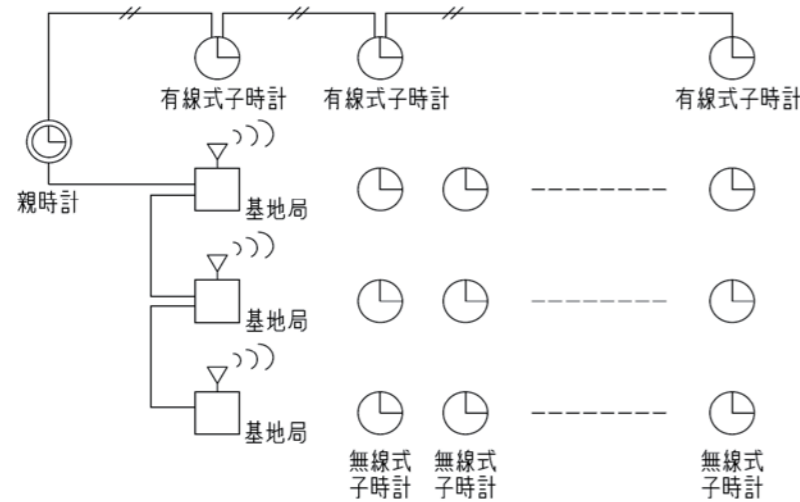 有線式子時計
有線式子時計
有線式子時計
親時計
基地局
基地局
基地局
無線式
子時計
無線式
子時計
無線式
子時計